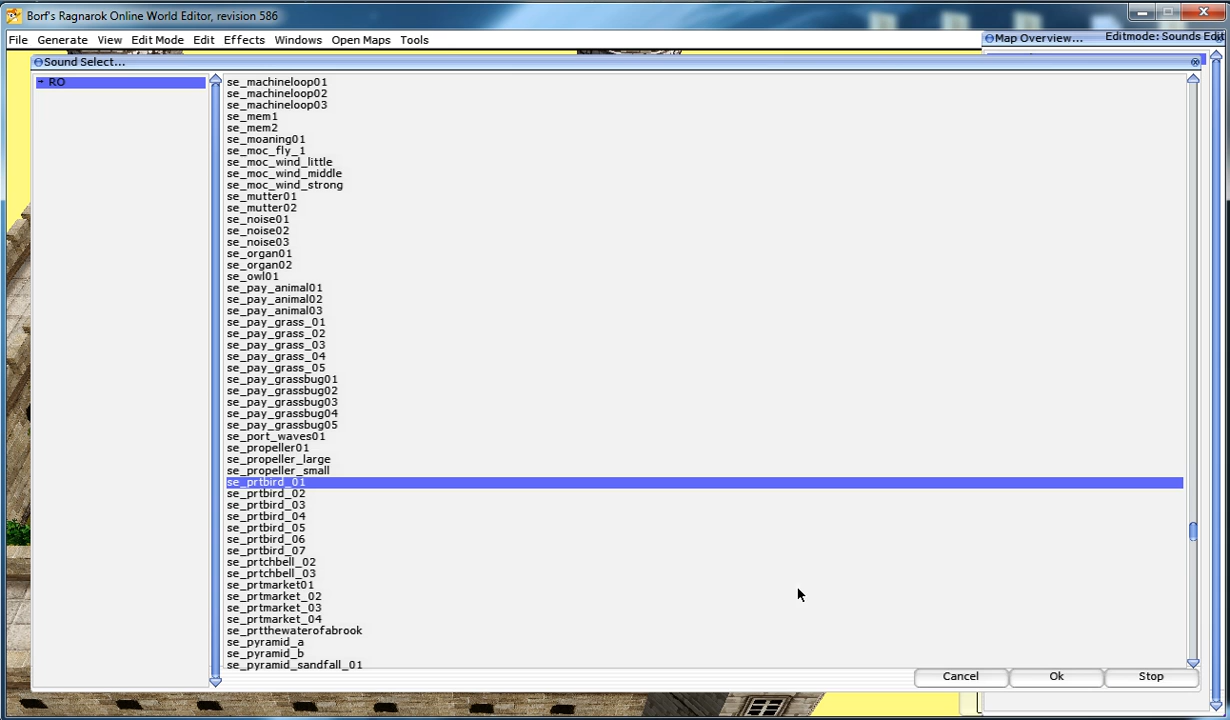 Borf's Ragnarok Online World Editor, revision 586
File Generate View Edit Mode Edit Effects Windows Open Maps Tools
Map Overview... Editmode: Sounds Edit
Sound Select...
RO
se_machineloop01
se_machineloop02
se_machineloop03
se_mem1
se_mem2
se_moaning01
se_moc_fly_1
se_moc_wind_little
se_moc_wind_middle
se_moc_wind_strong
se_mutter01
se_mutter02
se_noise01
se_noise02
se_noise03
se_organ01
se_organ02
se_owl01
se_pay_animal01
se_pay_animal02
se_pay_animal03
se_pay_grass_01
se_pay_grass_02
se_pay_grass_03
se_pay_grass_04
se_pay_grass_05
se_pay_grassbug01
se_pay_grassbug02
se_pay_grassbug03
se_pay_grassbug04
se_pay_grassbug05
se_port_waves01
se_propeller01
se_propeller_large
se_propeller_small
se_prtbird_01
se_prtbird_02
se_prtbird_03
se_prtbird_04
se_prtbird_05
se_prtbird_06
se_prtbird_07
se_prtchbell_02
se_prtchbell_03
se_prtmarket01
se_prtmarket_02
se_prtmarket_03
se_prtmarket_04
se_prtthewaterofabrook
se_pyramid_a
se_pyramid_b
se_pyramid_sandfall_01
Cancel Ok Stop